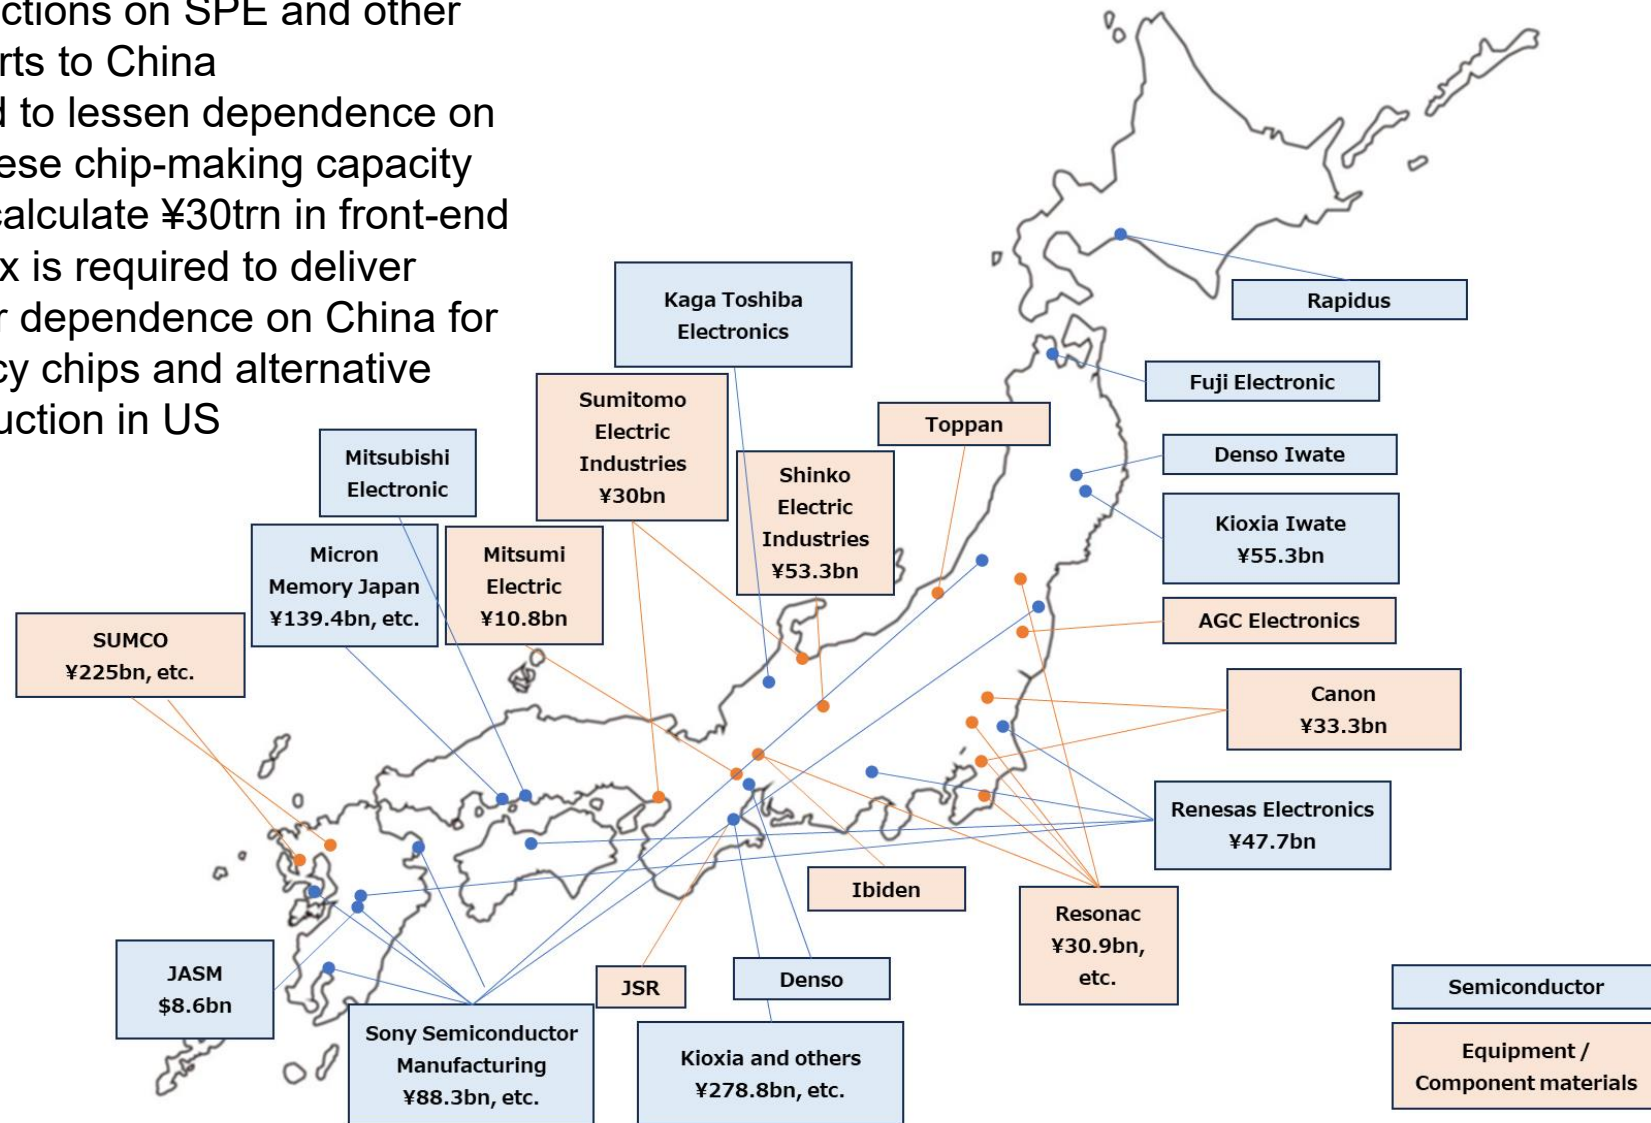 ctions on SPE and other
rts to China
d to lessen dependence on
ese chip-making capacity
calculate ¥30trn in front-end
x is required to deliver
r dependence on China for
cy chips and alternative
uction in US
Kaga Toshiba
Electronics
Rapidus
Fuji Electronic
Sumitomo
Electric
Industries
¥30bn
Toppan
Denso Iwate
Mitsubishi
Electronic
Shinko
Electric
Industries
¥53.3bn
Kioxia Iwate
¥55.3bn
Micron
Memory Japan
¥139.4bn, etc.
Mitsumi
Electric
¥10.8bn
AGC Electronics
SUMCO
¥225bn, etc.
Canon
¥33.3bn
Renesas Electronics
¥47.7bn
Ibiden
Resonac
¥30.9bn,
etc.
JASM
$8.6bn
JSR
Denso
Semiconductor
Sony Semiconductor
Manufacturing
¥88.3bn, etc.
Kioxia and others
¥278.8bn, etc.
Equipment /
Component materials